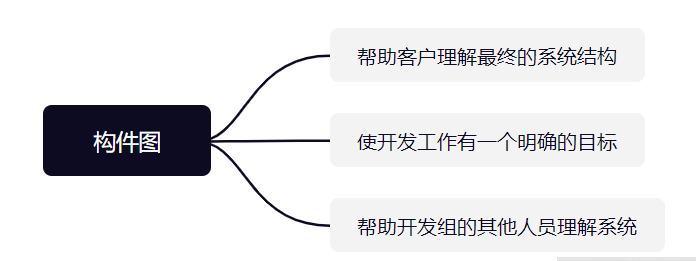 构件图
帮助客户理解最终的系统结构
使开发工作有一个明确的目标
帮助开发组的其他人员理解系统